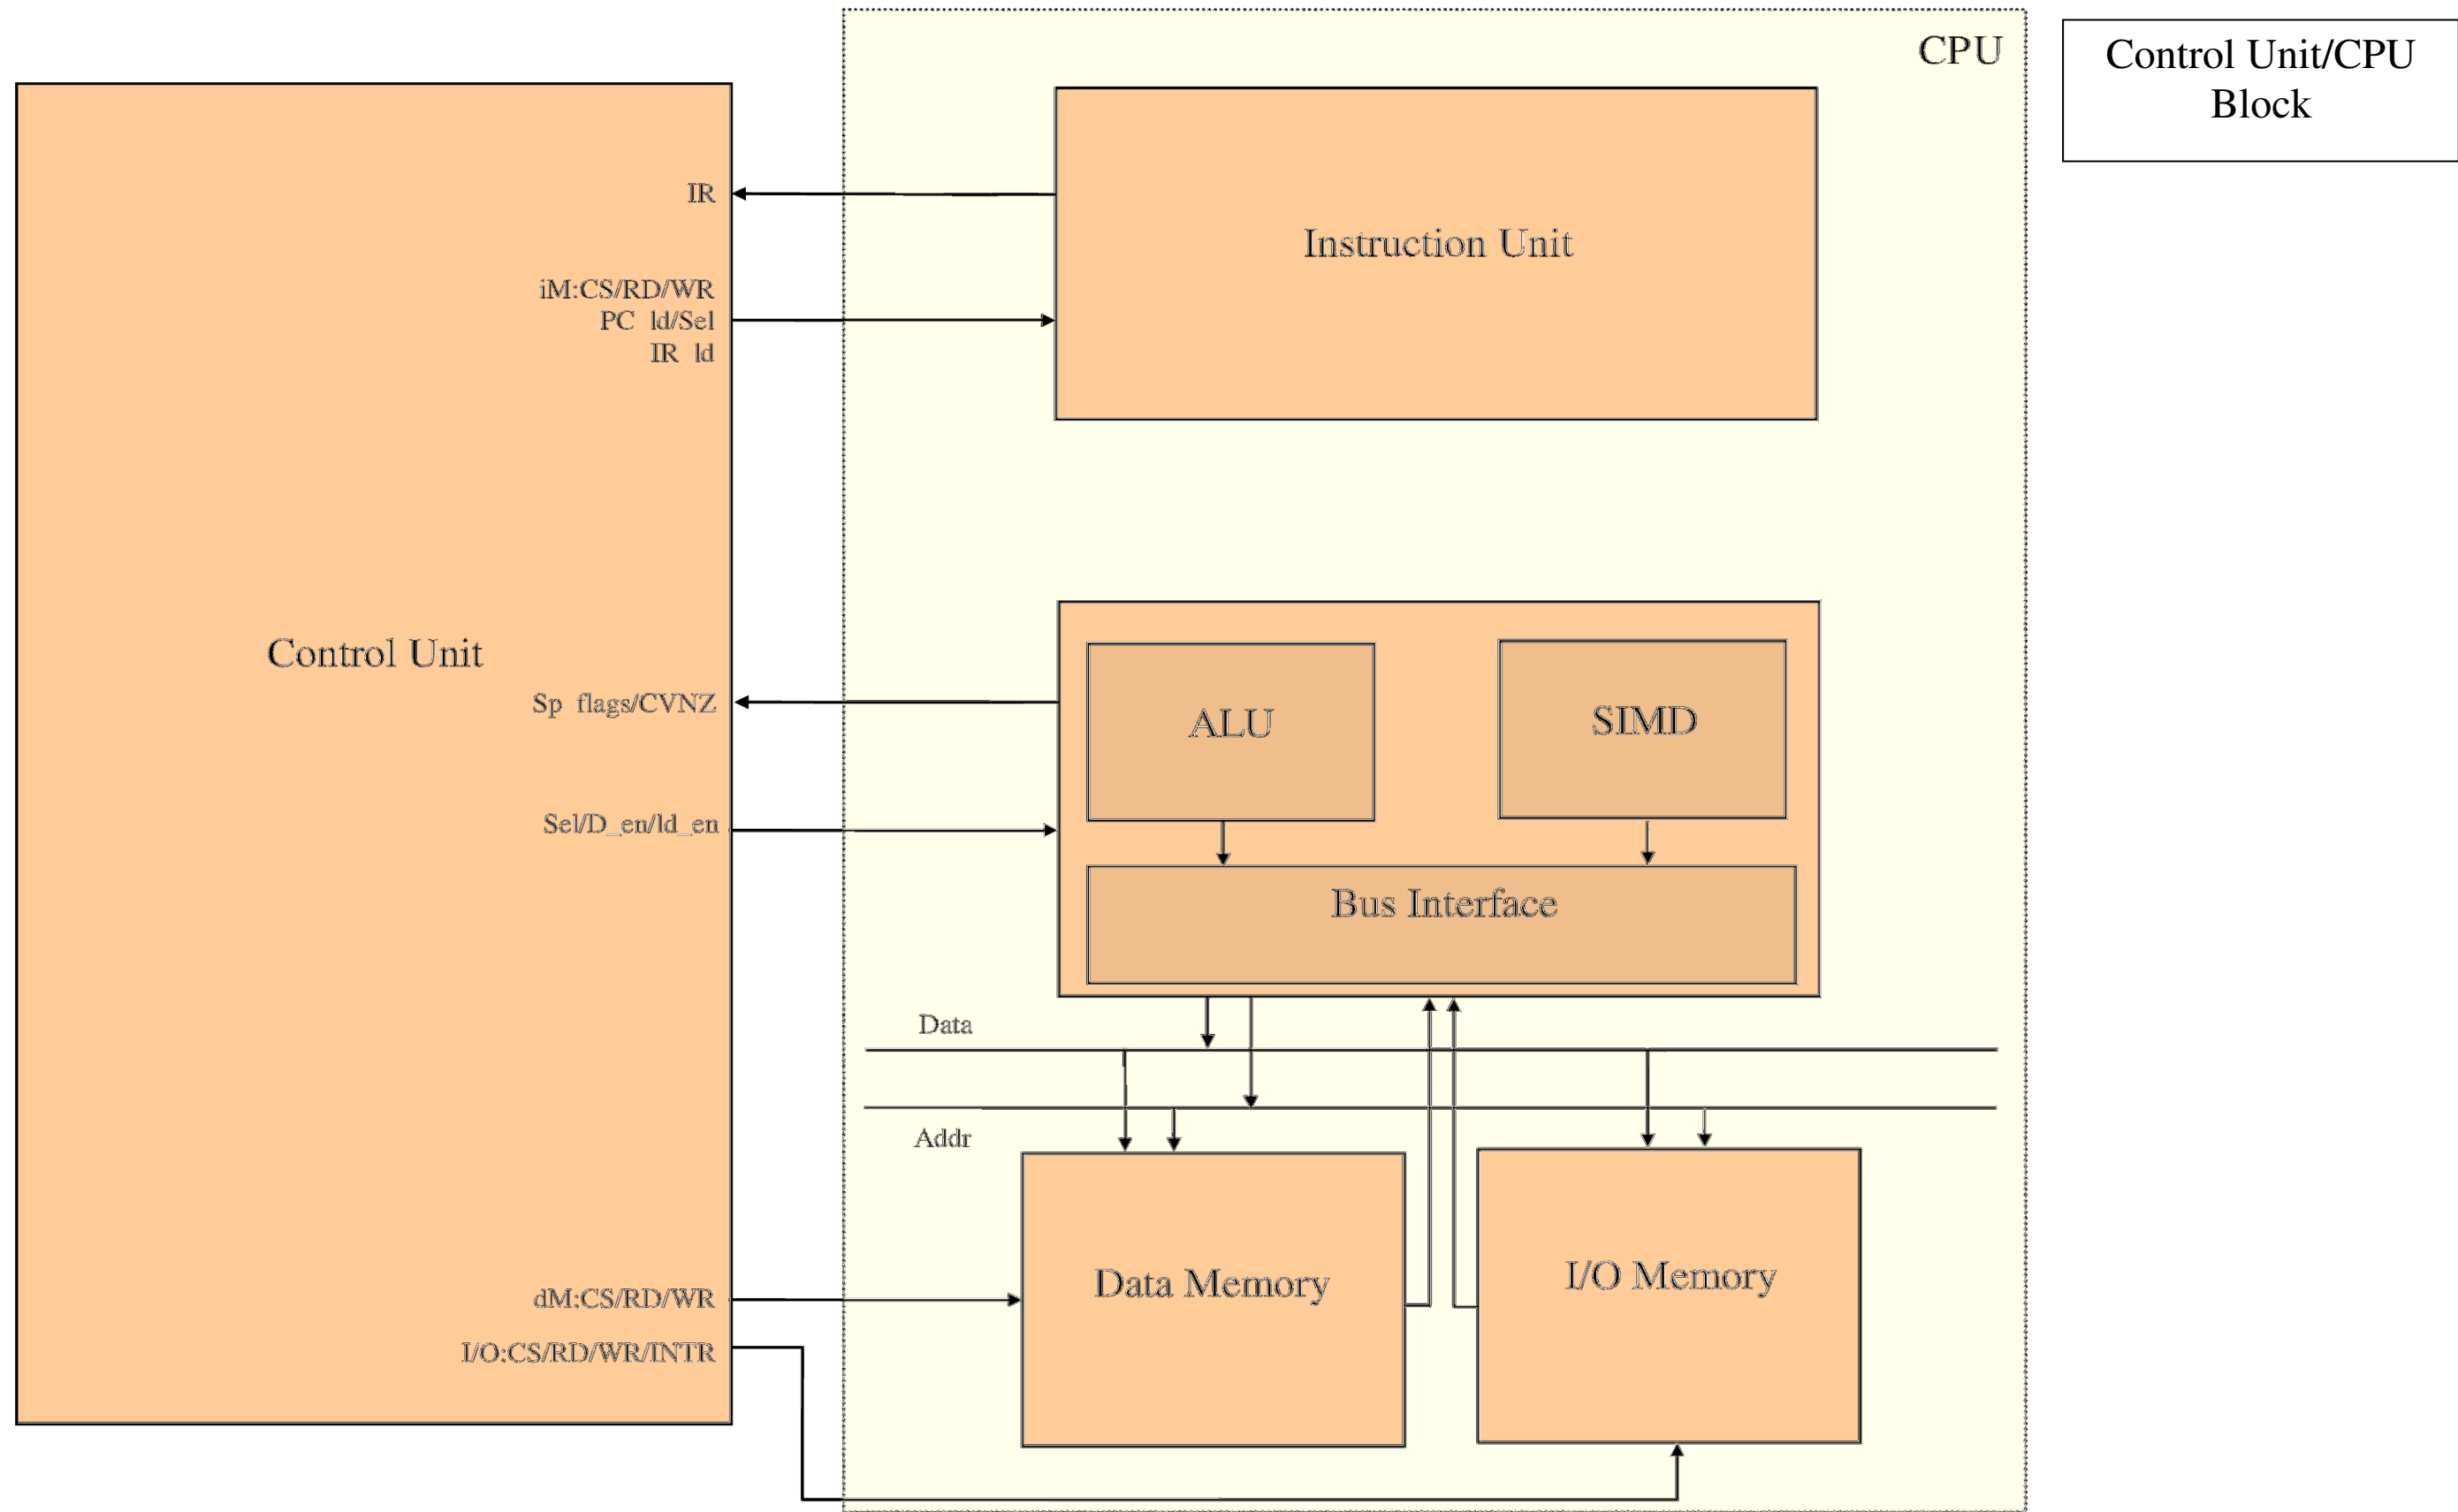 CPU
Control Unit/CPU
Block
IR
Instruction Unit
iM:CS/RD/WR
PC ld/Sel
IR ld
Control Unit
Sp flags/CVNZ
ALU
SIMD
Sel/D_en/ld_en
Bus Interface
Data
Addr
Data Memory
I/O Memory
dM:CS/RD/WR
I/O:CS/RD/WR/INTR